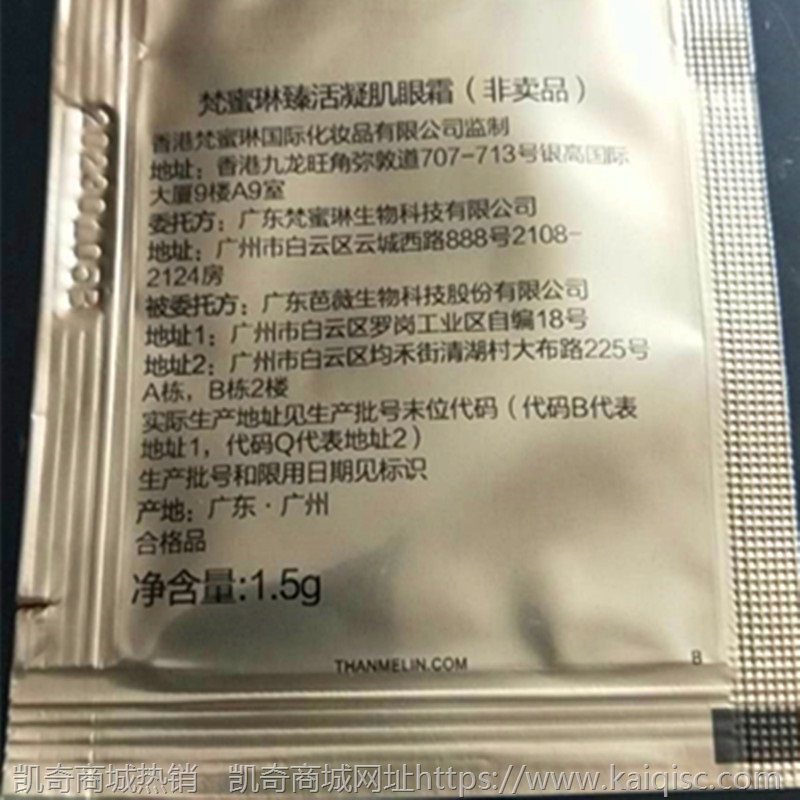 梵蜜琳臻活凝肌眼霜（非卖品）
香港梵蜜琳国际化妆品有限公司监制
地址：香港九龙旺角弥敦道707-713号银高国际
大厦9楼A9室
委托方：广东梵蜜琳生物科技有限公司
地址：广州市白云区云城西路888号2108-
2124房
被委托方：广东芭薇生物科技股份有限公司
地址1：广州市白云区罗岗工业区自编18号
地址2：广州市白云区均禾街清湖村大布路225号
A栋，B栋2楼
实际生产地址见生产批号末位代码（代码B代表
地址1，代码Q代表地址2）
生产批号和限用日期见标识
产地：广东·广州
合格品
净含量:1.5g
THANMELIN.COM
B
凯奇商城热销 凯奇商城网址https://www.kaiqisc.com